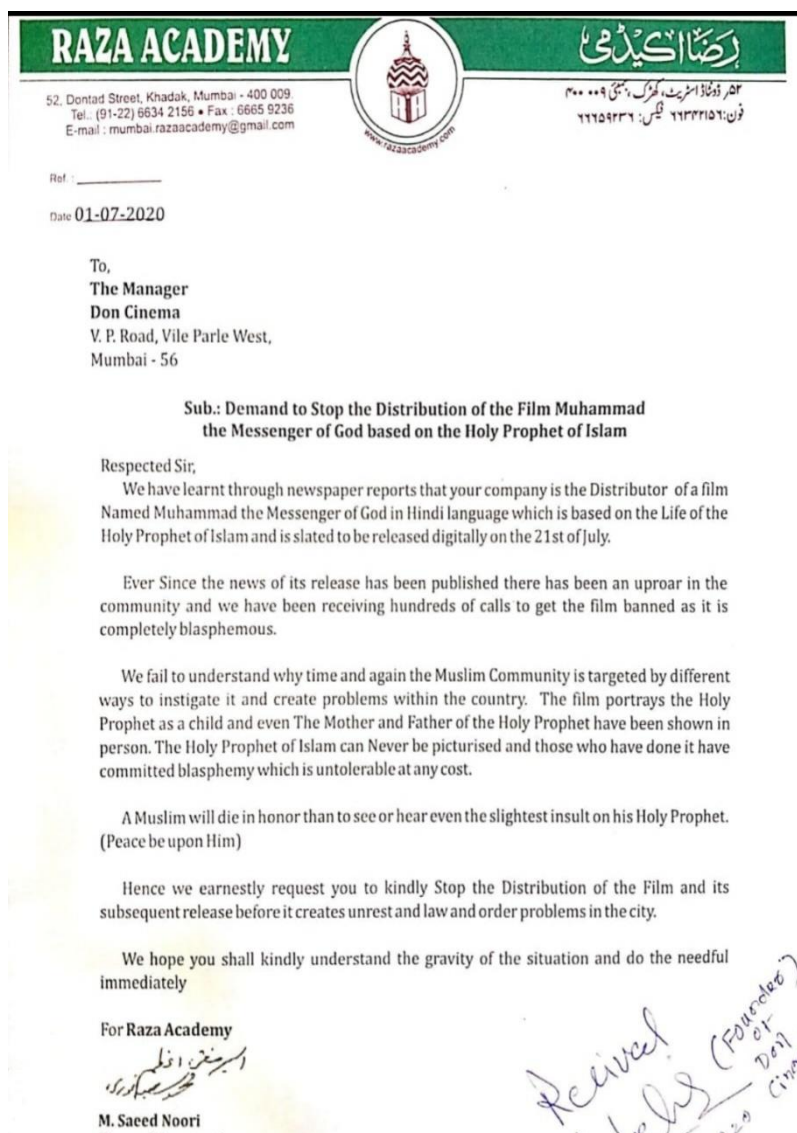 RAZA ACADEMY
رضا اکیڈمی
52, Dontad Street, Khadak, Mumbai - 400 009.
Tel.: (91-22) 6634 2156 • Fax : 6665 9236
E-mail : mumbai.razaacademy@gmail.com
۵۲، ڈونٹاڈ اسٹریٹ، کھڑک، بمبئی ۴۰۰۰۰۹
فون: ۶۶۳۴۲۱۵۶ فیکس: ۶۶۶۵۹۲۳۶
www.razaacademy.com
Ref. :
Date 01-07-2020
To,
The Manager
Don Cinema
V. P. Road, Vile Parle West,
Mumbai - 56
Sub.: Demand to Stop the Distribution of the Film Muhammad
the Messenger of God based on the Holy Prophet of Islam
Respected Sir,
We have learnt through newspaper reports that your company is the Distributor of a film
Named Muhammad the Messenger of God in Hindi language which is based on the Life of the
Holy Prophet of Islam and is slated to be released digitally on the 21st of July.
Ever Since the news of its release has been published there has been an uproar in the
community and we have been receiving hundreds of calls to get the film banned as it is
completely blasphemous.
We fail to understand why time and again the Muslim Community is targeted by different
ways to instigate it and create problems within the country. The film portrays the Holy
Prophet as a child and even The Mother and Father of the Holy Prophet have been shown in
person. The Holy Prophet of Islam can Never be picturised and those who have done it have
committed blasphemy which is untolerable at any cost.
A Muslim will die in honor than to see or hear even the slightest insult on his Holy Prophet.
(Peace be upon Him)
Hence we earnestly request you to kindly Stop the Distribution of the Film and its
subsequent release before it creates unrest and law and order problems in the city.
We hope you shall kindly understand the gravity of the situation and do the needful
immediately
For Raza Academy
M. Saeed Noori
Recived
(Founder)
of
Don